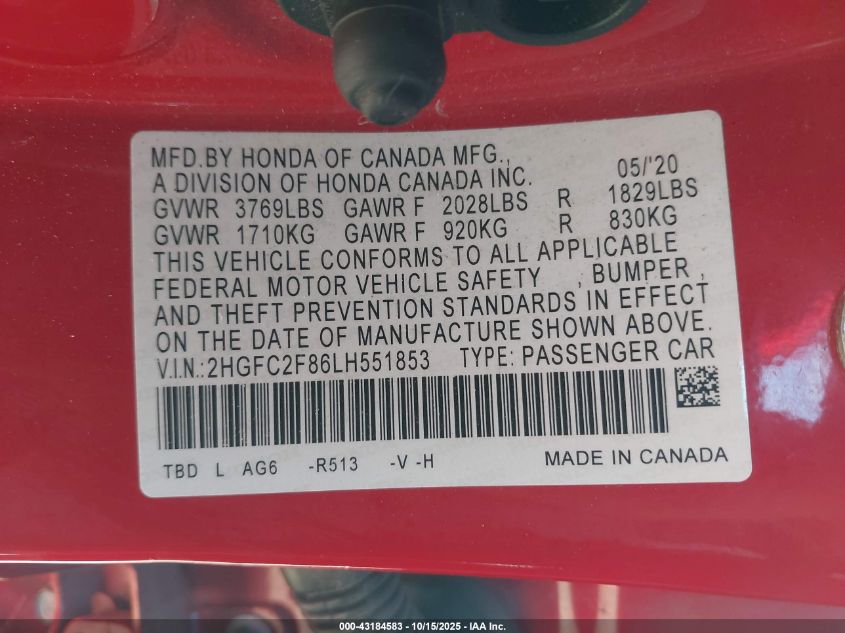 MFD.BY HONDA OF CANADA MFG., 05/'20
A DIVISION OF HONDA CANADA INC.
GVWR 3769LBS GAWR F 2028LBS R 1829LBS
GVWR 1710KG GAWR F 920KG R 830KG
THIS VEHICLE CONFORMS TO ALL APPLICABLE
FEDERAL MOTOR VEHICLE SAFETY , BUMPER ,
AND THEFT PREVENTION STANDARDS IN EFFECT
ON THE DATE OF MANUFACTURE SHOWN ABOVE.
V.I.N.:2HGFC2F86LH551853 TYPE: PASSENGER CAR
TBD L AG6 -R513 -V -H MADE IN CANADA
000-43184583 - 10/15/2025 - IAA Inc.